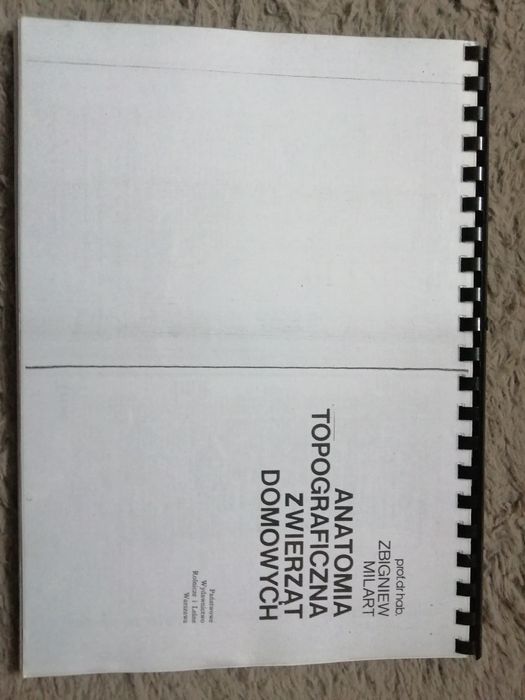 prof.dr hab.
ZBIGNIEW
MILART
ANATOMIA
TOPOGRAFICZNA
ZWIERZĄT
DOMOWYCH
Państwowe
Wydawnictwo
Rolnicze i Leśne
Warszawa